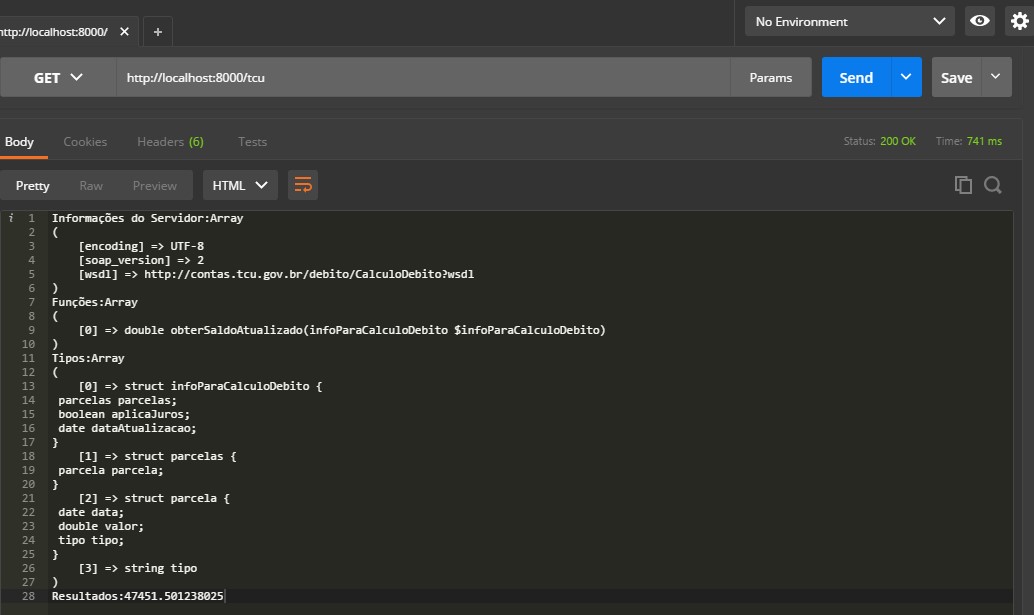 http://localhost:8000/
No Environment
GET http://localhost:8000/tcu Params Send Save
Body Cookies Headers (6) Tests Status: 200 OK Time: 741 ms
Pretty Raw Preview HTML
i 1 Informações do Servidor:Array
2 (
3 [encoding] => UTF-8
4 [soap_version] => 2
5 [wsdl] => http://contas.tcu.gov.br/debito/CalculoDebito?wsdl
6 )
7 Funções:Array
8 (
9 [0] => double obterSaldoAtualizado(infoParaCalculoDebito $infoParaCalculoDebito)
10 )
11 Tipos:Array
12 (
13 [0] => struct infoParaCalculoDebito {
14 parcelas parcelas;
15 boolean aplicaJuros;
16 date dataAtualizacao;
17 }
18 [1] => struct parcelas {
19 parcela parcela;
20 }
21 [2] => struct parcela {
22 date data;
23 double valor;
24 tipo tipo;
25 }
26 [3] => string tipo
27 )
28 Resultados:47451.501238025